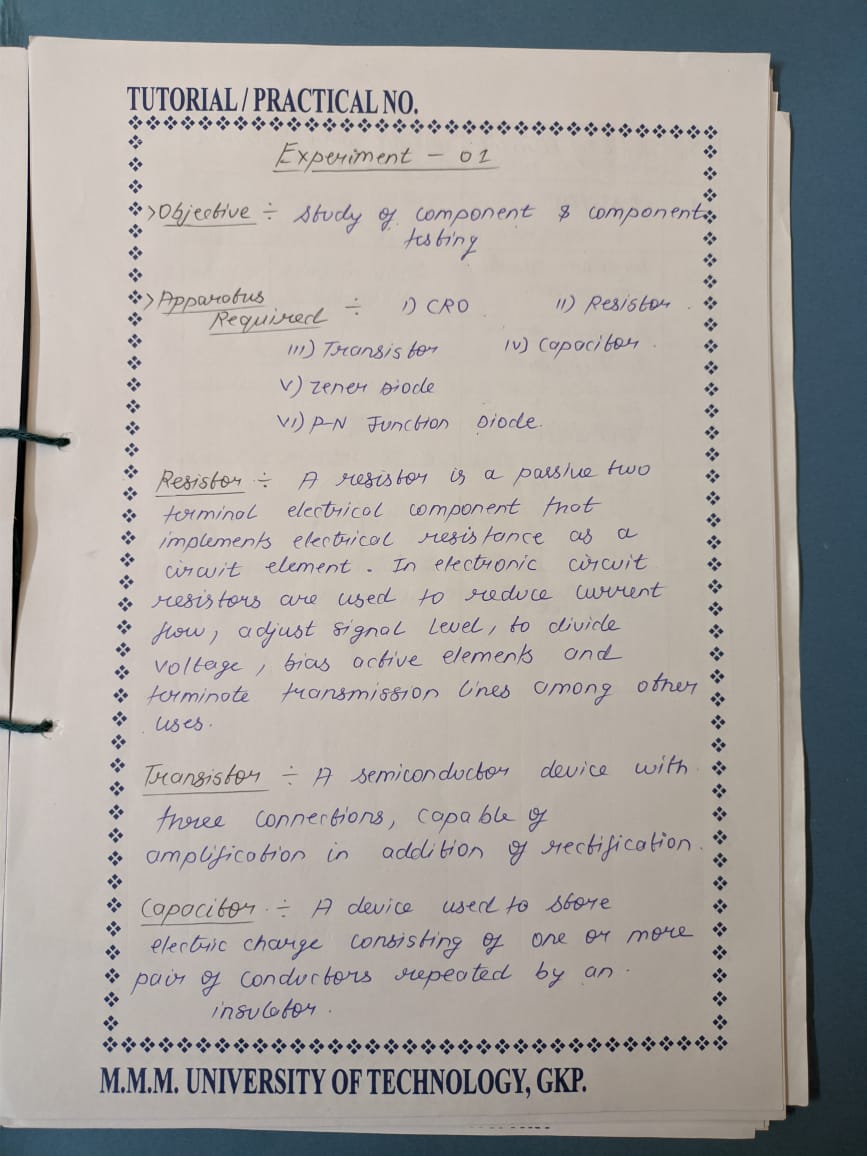 TUTORIAL / PRACTICAL NO.
Experiment - 01
>Objective ÷ Study of component & component
testing
>Apparatus ÷ i) CRO ii) Resistor.
Required
iii) Transistor iv) Capacitor.
v) Zener Diode
vi) P-N Junction Diode.
Resistor ÷ A resistor is a passive two
terminal electrical component that
implements electrical resistance as a
circuit element. In electronic circuit
resistors are used to reduce current
flow, adjust signal level, to divide
voltage, bias active elements and
terminate transmission lines among other
uses.
Transistor ÷ A semiconductor device with
three connections, capable of
amplification in addition of rectification.
Capacitor ÷ A device used to store
electric charge consisting of one or more
pair of conductors repeated by an
insulator.
M.M.M. UNIVERSITY OF TECHNOLOGY, GKP.